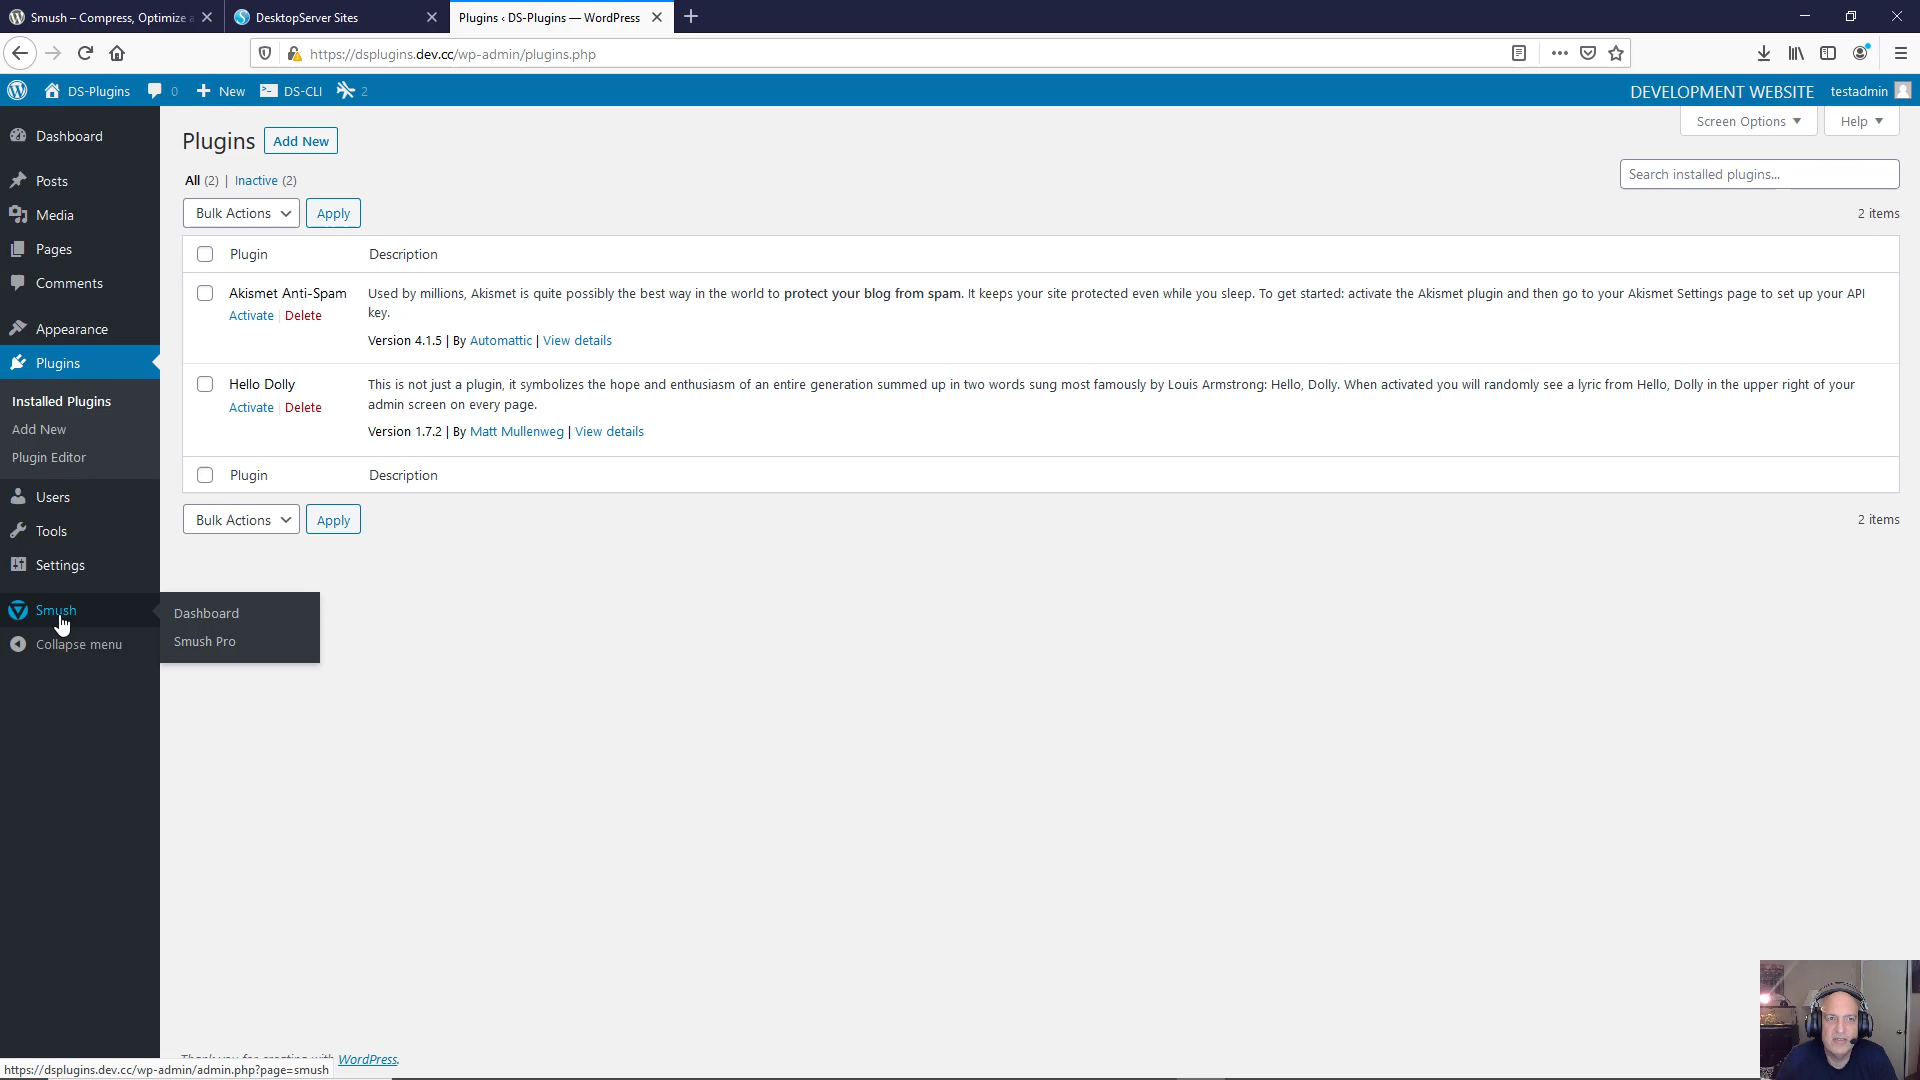 Smush – Compress, Optimize a
DesktopServer Sites
Plugins ‹ DS-Plugins — WordPress
https://dsplugins.dev.cc/wp-admin/plugins.php
DS-Plugins
0
New
DS-CLI
2
DEVELOPMENT WEBSITE
testadmin
Dashboard
Posts
Media
Pages
Comments
Appearance
Plugins
Installed Plugins
Add New
Plugin Editor
Users
Tools
Settings
Smush
Collapse menu
Dashboard
Smush Pro
Plugins
Add New
Screen Options
Help
All (2) | Inactive (2)
Search installed plugins...
Bulk Actions
Apply
2 items
Plugin
Description
Akismet Anti-Spam
Activate | Delete
Used by millions, Akismet is quite possibly the best way in the world to protect your blog from spam. It keeps your site protected even while you sleep. To get started: activate the Akismet plugin and then go to your Akismet Settings page to set up your API
key.
Version 4.1.5 | By Automattic | View details
Hello Dolly
Activate | Delete
This is not just a plugin, it symbolizes the hope and enthusiasm of an entire generation summed up in two words sung most famously by Louis Armstrong: Hello, Dolly. When activated you will randomly see a lyric from Hello, Dolly in the upper right of your
admin screen on every page.
Version 1.7.2 | By Matt Mullenweg | View details
Plugin
Description
Bulk Actions
Apply
2 items
Thank you for creating with WordPress.
https://dsplugins.dev.cc/wp-admin/admin.php?page=smush